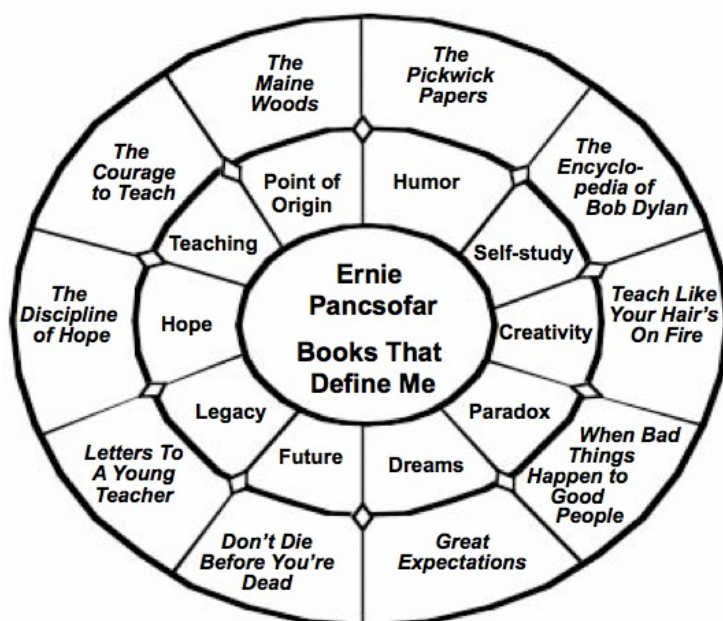 Ernie
Pancsofar
Books That
Define Me
Humor
Self-study
Creativity
Paradox
Dreams
Future
Legacy
Hope
Teaching
Point of
Origin
The
Pickwick
Papers
The
Encyclo-
pedia of
Bob Dylan
Teach Like
Your Hair's
On Fire
When Bad
Things
Happen to
Good
People
Great
Expectations
Don't Die
Before You're
Dead
Letters To
A Young
Teacher
The
Discipline
of Hope
The
Courage
to Teach
The
Maine
Woods